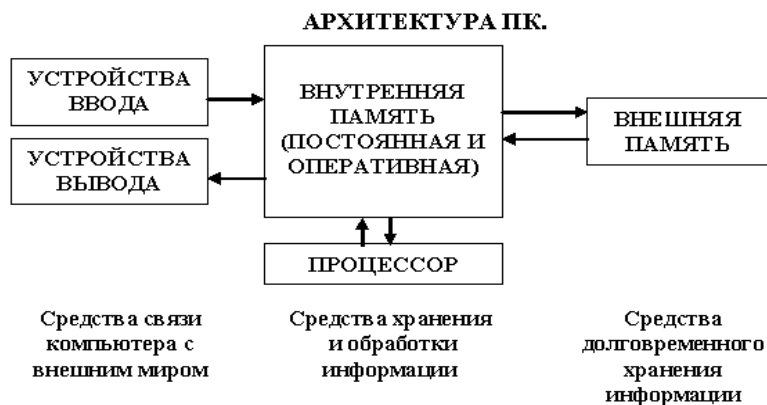 АРХИТЕКТУРА ПК.
УСТРОЙСТВА
ВВОДА
УСТРОЙСТВА
ВЫВОДА
ВНУТРЕННЯЯ
ПАМЯТЬ
(ПОСТОЯННАЯ И
ОПЕРАТИВНАЯ)
ВНЕШНЯЯ
ПАМЯТЬ
ПРОЦЕССОР
Средства связи
компьютера с
внешним миром
Средства хранения
и обработки
информации
Средства
долговременного
хранения
информации